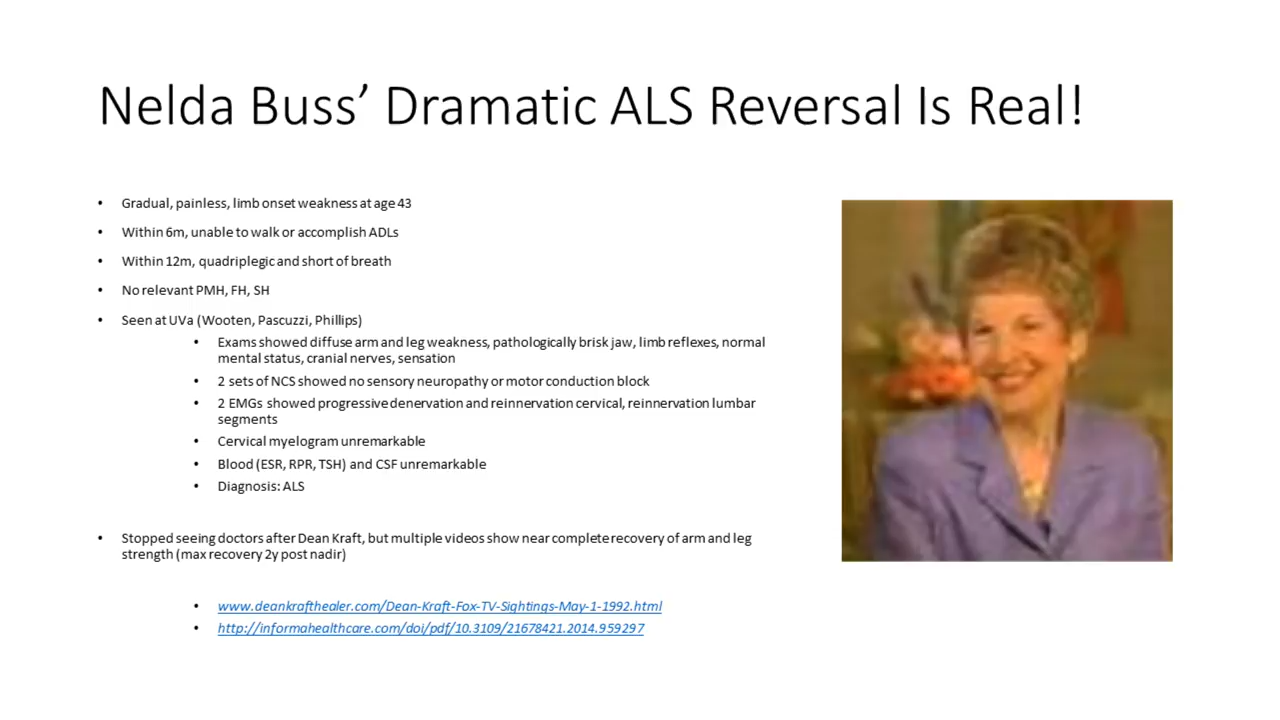 Nelda Buss’ Dramatic ALS Reversal Is Real!
• Gradual, painless, limb onset weakness at age 43
• Within 6m, unable to walk or accomplish ADLs
• Within 12m, quadriplegic and short of breath
• No relevant PMH, FH, SH
• Seen at UVa (Wooten, Pascuzzi, Phillips)
• Exams showed diffuse arm and leg weakness, pathologically brisk jaw, limb reflexes, normal
mental status, cranial nerves, sensation
• 2 sets of NCS showed no sensory neuropathy or motor conduction block
• 2 EMGs showed progressive denervation and reinnervation cervical, reinnervation lumbar
segments
• Cervical myelogram unremarkable
• Blood (ESR, RPR, TSH) and CSF unremarkable
• Diagnosis: ALS
• Stopped seeing doctors after Dean Kraft, but multiple videos show near complete recovery of arm and leg
strength (max recovery 2y post nadir)
• www.deankrafthealer.com/Dean-Kraft-Fox-TV-Sightings-May-1-1992.html
• http://informahealthcare.com/doi/pdf/10.3109/21678421.2014.959297